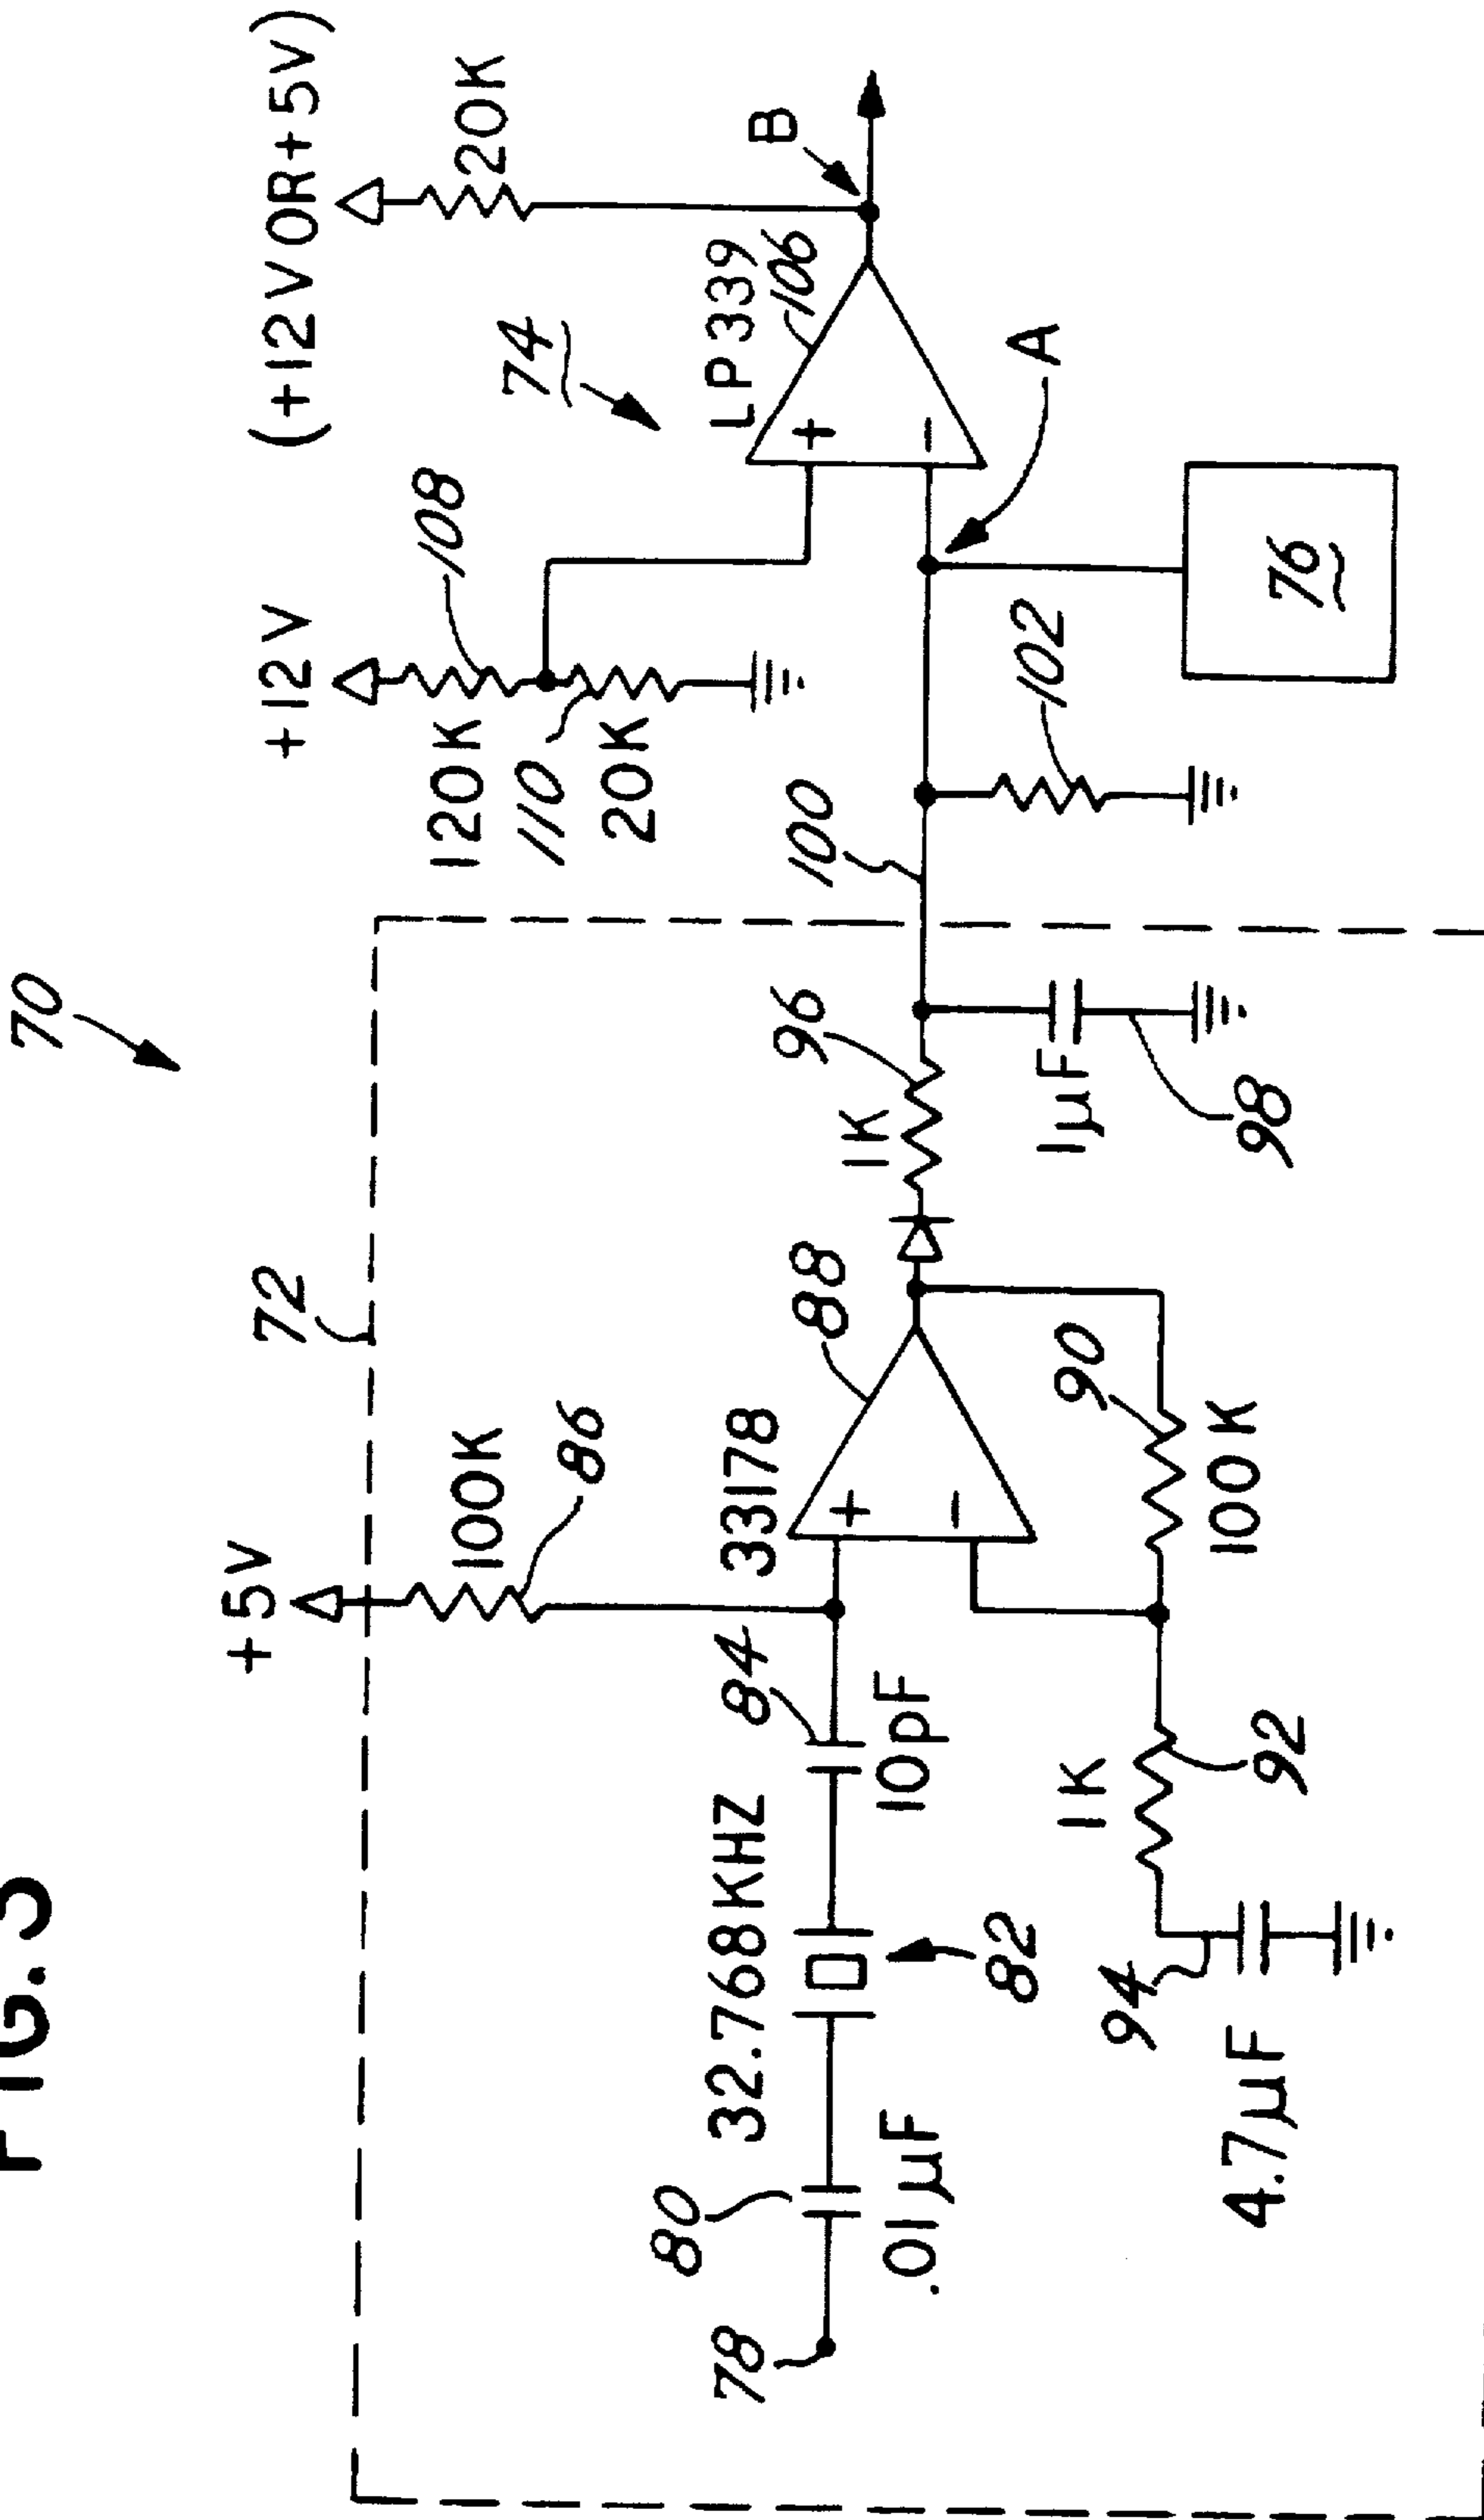 FIG. 3
70
72
+5V
100K
86
33178
88
84
10pF
32.768 KHZ
82
80
.01µF
78
1K
92
94
4.7µF
90
100K
1K
96
1µF
98
100
102
+12V
120K
108
110
20K
74
LP339
106
A
76
(+12V OR +5V)
20K
B